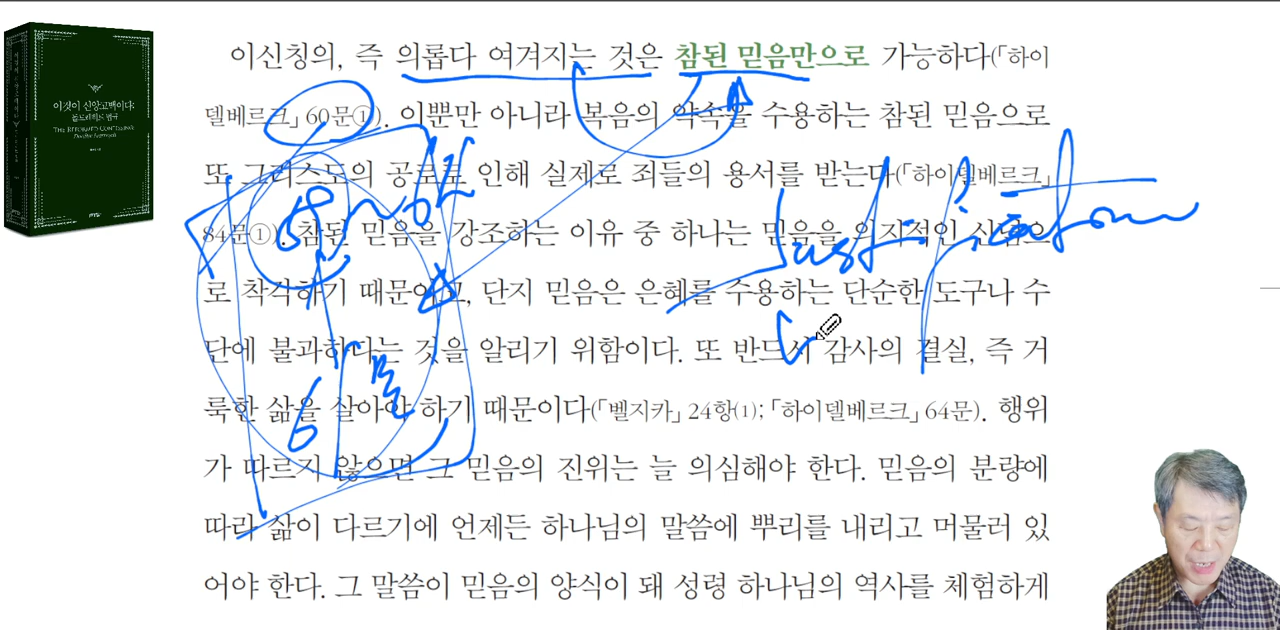 이것이 신앙고백이다:
이신칭의, 즉 의롭다 여겨지는 것은 참된 믿음만으로 가능하다(「하이
델베르크」 60문①). 이뿐만 아니라 복음의 약속을 수용하는 참된 믿음으로
또 그리스도의 공로로 인해 실제로 죄들의 용서를 받는다(「하이델베르크」
84문①). 참된 믿음을 강조하는 이유 중 하나는 믿음을 의지적인 신념으
로 착각하기 때문이고, 단지 믿음은 은혜를 수용하는 단순한 도구나 수
단에 불과하다는 것을 알리기 위함이다. 또 반드시 감사의 결실, 즉 거
룩한 삶을 살아야 하기 때문이다(「벨지카」 24항(1); 「하이델베르크」 64문). 행위
가 따르지 않으면 그 믿음의 진위는 늘 의심해야 한다. 믿음의 분량에
따라 삶이 다르기에 언제든 하나님의 말씀에 뿌리를 내리고 머물러 있
어야 한다. 그 말씀이 믿음의 양식이 돼 성령 하나님의 역사를 체험하게
Justification